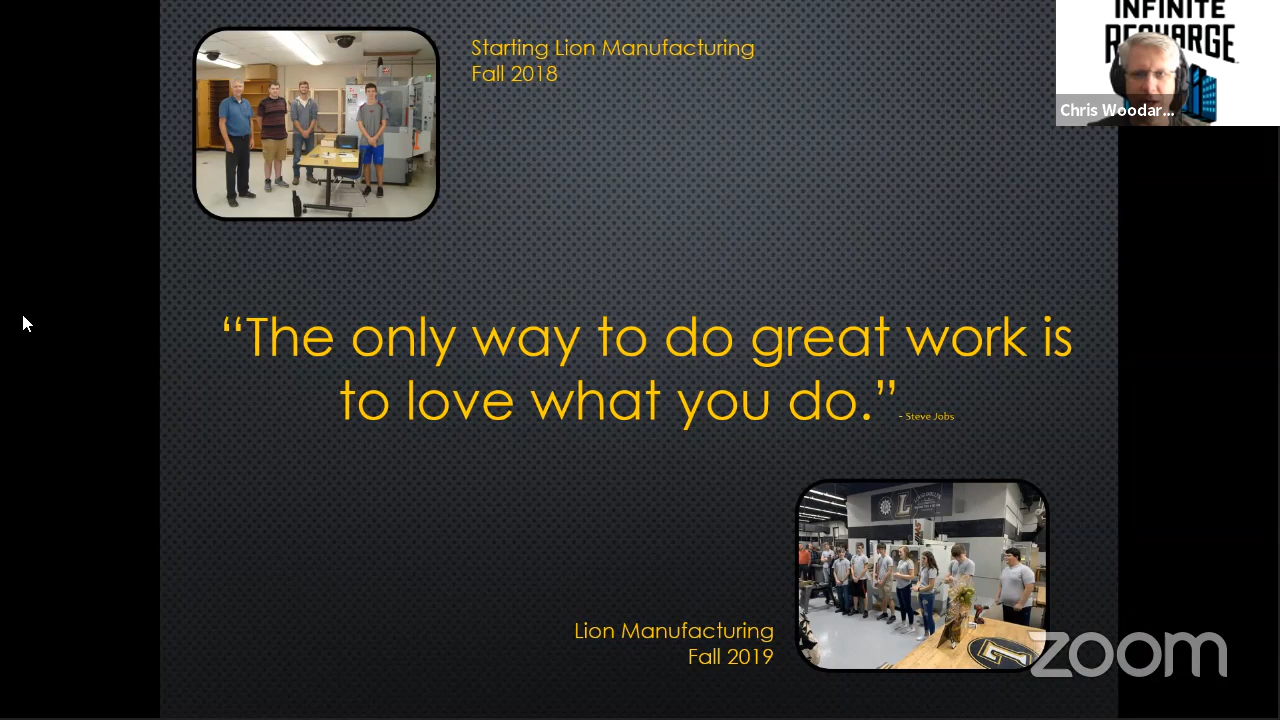 Starting Lion Manufacturing
Fall 2018
INFINITE
RECHARGE
Chris Woodar...
“The only way to do great work is
to love what you do.” - Steve Jobs
L
Lion Manufacturing
Fall 2019
L
zoom